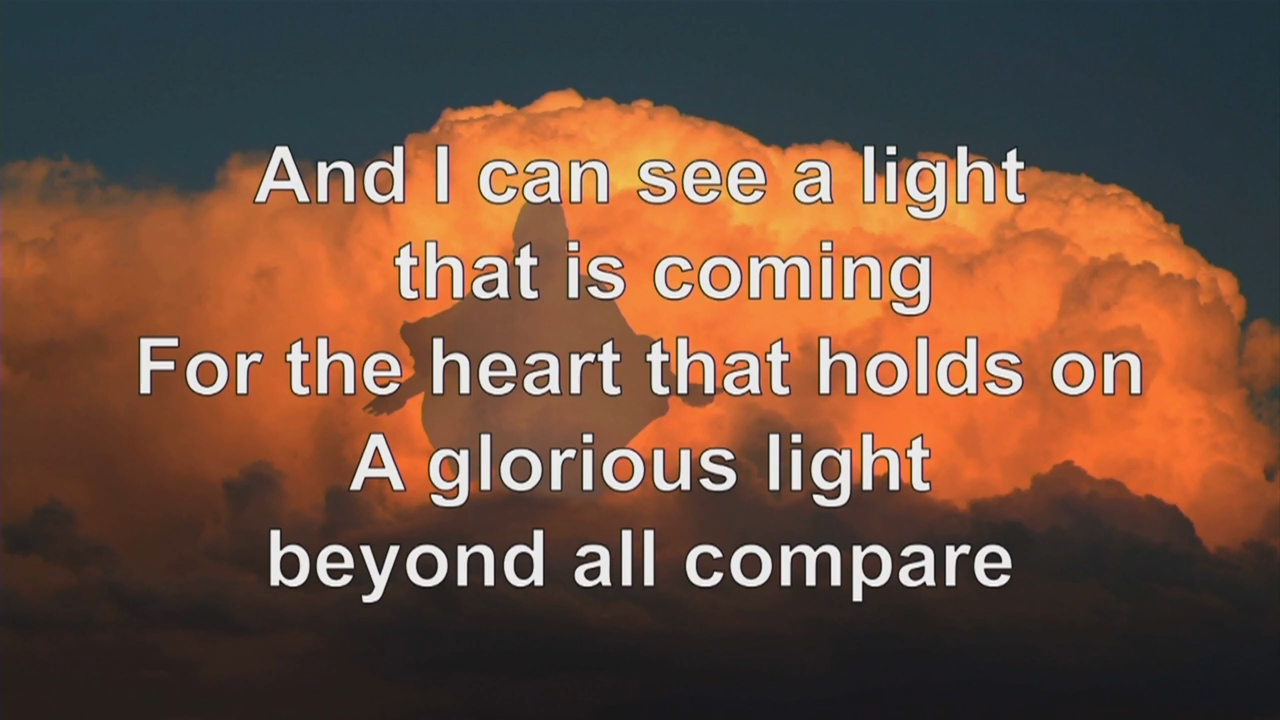 And I can see a light
that is coming
For the heart that holds on
A glorious light
beyond all compare